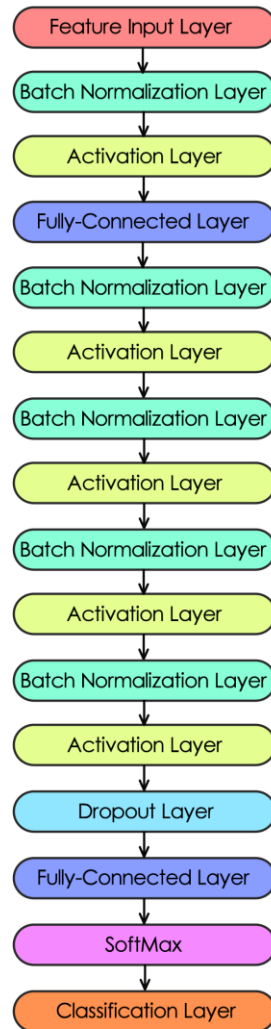 Feature Input Layer
Batch Normalization Layer
Activation Layer
Fully-Connected Layer
Batch Normalization Layer
Activation Layer
Batch Normalization Layer
Activation Layer
Batch Normalization Layer
Activation Layer
Batch Normalization Layer
Activation Layer
Dropout Layer
Fully-Connected Layer
SoftMax
Classification Layer